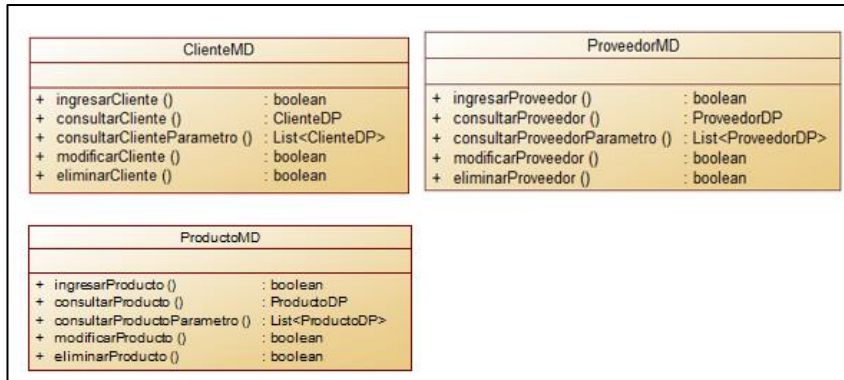 ClienteMD
+ ingresarCliente () : boolean
+ consultarCliente () : ClienteDP
+ consultarClienteParametro () : List<ClienteDP>
+ modificarCliente () : boolean
+ eliminarCliente () : boolean
ProveedorMD
+ ingresarProveedor () : boolean
+ consultarProveedor () : ProveedorDP
+ consultarProveedorParametro () : List<ProveedorDP>
+ modificarProveedor () : boolean
+ eliminarProveedor () : boolean
ProductoMD
+ ingresarProducto () : boolean
+ consultarProducto () : ProductoDP
+ consultarProductoParametro () : List<ProductoDP>
+ modificarProducto () : boolean
+ eliminarProducto () : boolean